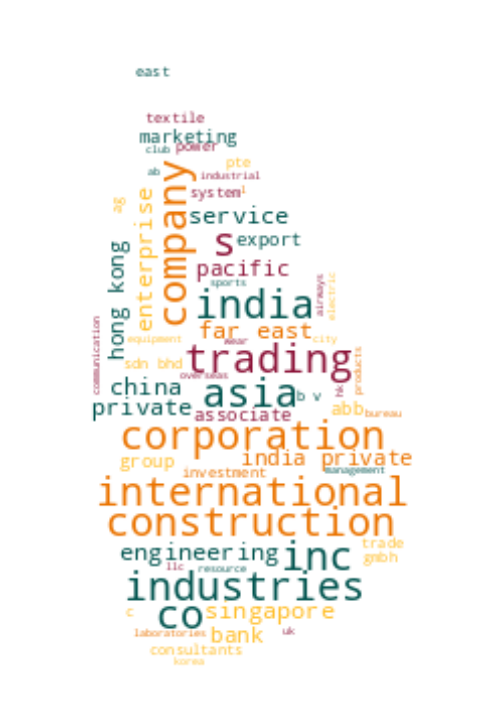 east
textile
marketing
club power
ab pte
industrial
company
system l
ag
enterprise
service
s export
hong kong
pacific
sports
airways
electric
india
far east
communication
equipment wear city
trading
sdn bhd
overseas
products
china asia b v hk
private associate abb bureau
corporation
group india private
investment management
international
construction
engineering inc trade
gmbh
llc resource
industries
co singapore
c
laboratories bank uk
consultants
korea